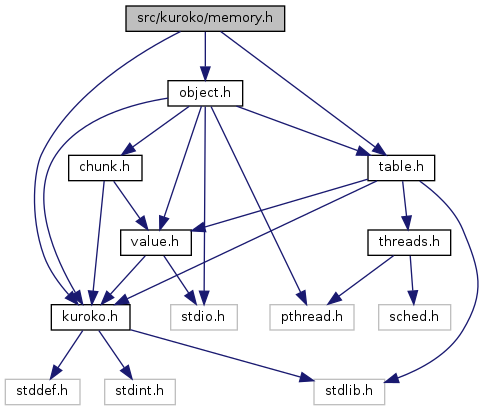 src/kuroko/memory.h
object.h
chunk.h
table.h
value.h
threads.h
kuroko.h
stdio.h
pthread.h
sched.h
stddef.h
stdint.h
stdlib.h